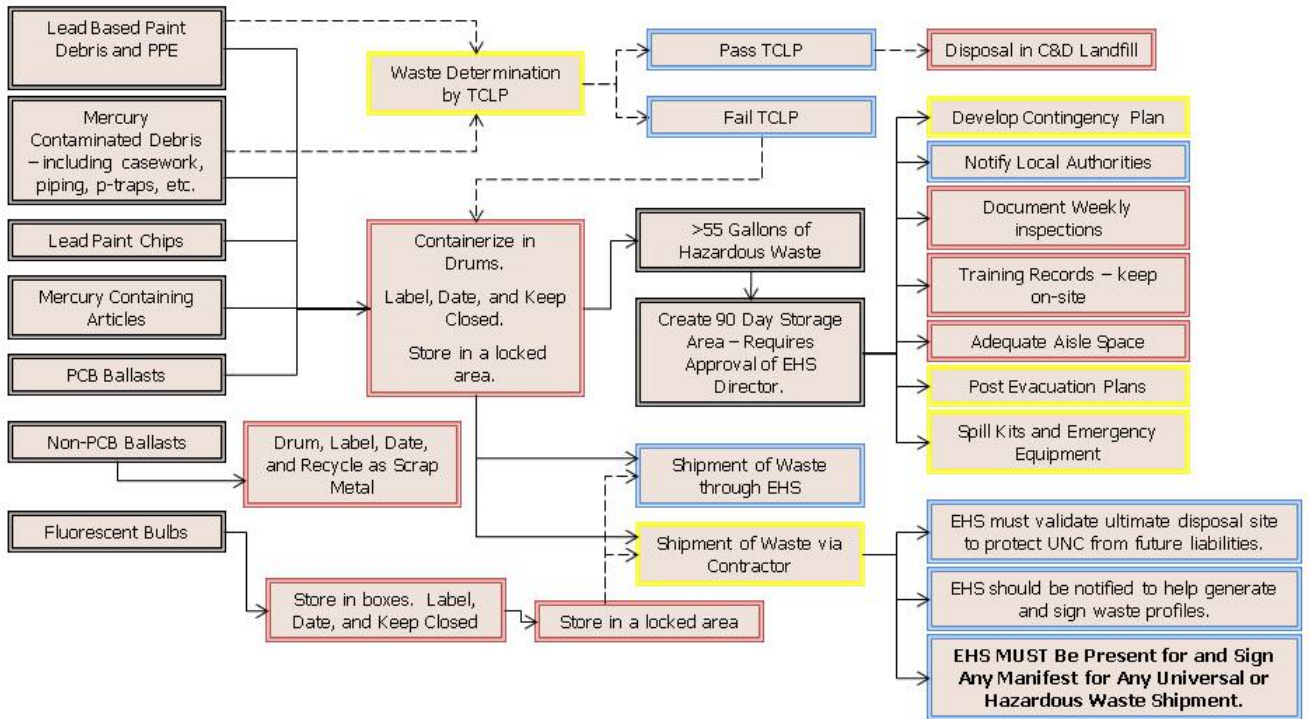 Lead Based Paint
Debris and PPE
Mercury
Contaminated Debris
– including casework,
piping, p-traps, etc.
Lead Paint Chips
Mercury Containing
Articles
PCB Ballasts
Non-PCB Ballasts
Fluorescent Bulbs
Waste Determination
by TCLP
Pass TCLP
Fail TCLP
Disposal in C&D Landfill
Containerize in
Drums.
Label, Date, and Keep
Closed.
Store in a locked
area.
Drum, Label, Date,
and Recycle as Scrap
Metal
Store in boxes. Label,
Date, and Keep Closed
Store in a locked area
>55 Gallons of
Hazardous Waste
Create 90 Day Storage
Area – Requires
Approval of EHS
Director.
Shipment of Waste
through EHS
Shipment of Waste via
Contractor
Develop Contingency Plan
Notify Local Authorities
Document Weekly
inspections
Training Records – keep
on-site
Adequate Aisle Space
Post Evacuation Plans
Spill Kits and Emergency
Equipment
EHS must validate ultimate disposal site
to protect UNC from future liabilities.
EHS should be notified to help generate
and sign waste profiles.
EHS MUST Be Present for and Sign
Any Manifest for Any Universal or
Hazardous Waste Shipment.